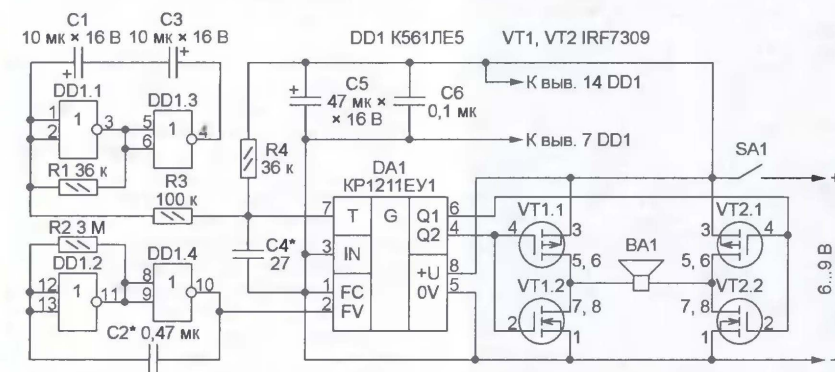 C1
10 мк × 16 В
C3
10 мк × 16 В
DD1 К561ЛЕ5
VT1, VT2 IRF7309
DD1.1
1
2
1
3
DD1.3
5
6
1
4
R1 36 к
R3
100 к
R4
36 к
C5
47 мк ×
× 16 В
C6
0,1 мк
К выв. 14 DD1
К выв. 7 DD1
SA1
+
DA1
КР1211ЕУ1
7
T
G
Q1
6
Q2
4
3
IN
+U
8
0V
5
1
FC
2
FV
C4*
27
R2 3 М
DD1.2
12
13
1
11
DD1.4
8
9
1
10
C2* 0,47 мк
VT1.1
4
3
5, 6
VT1.2
2
7, 8
1
BA1
VT2.1
3
4
5, 6
VT2.2
7, 8
2
1
6...9 В
–